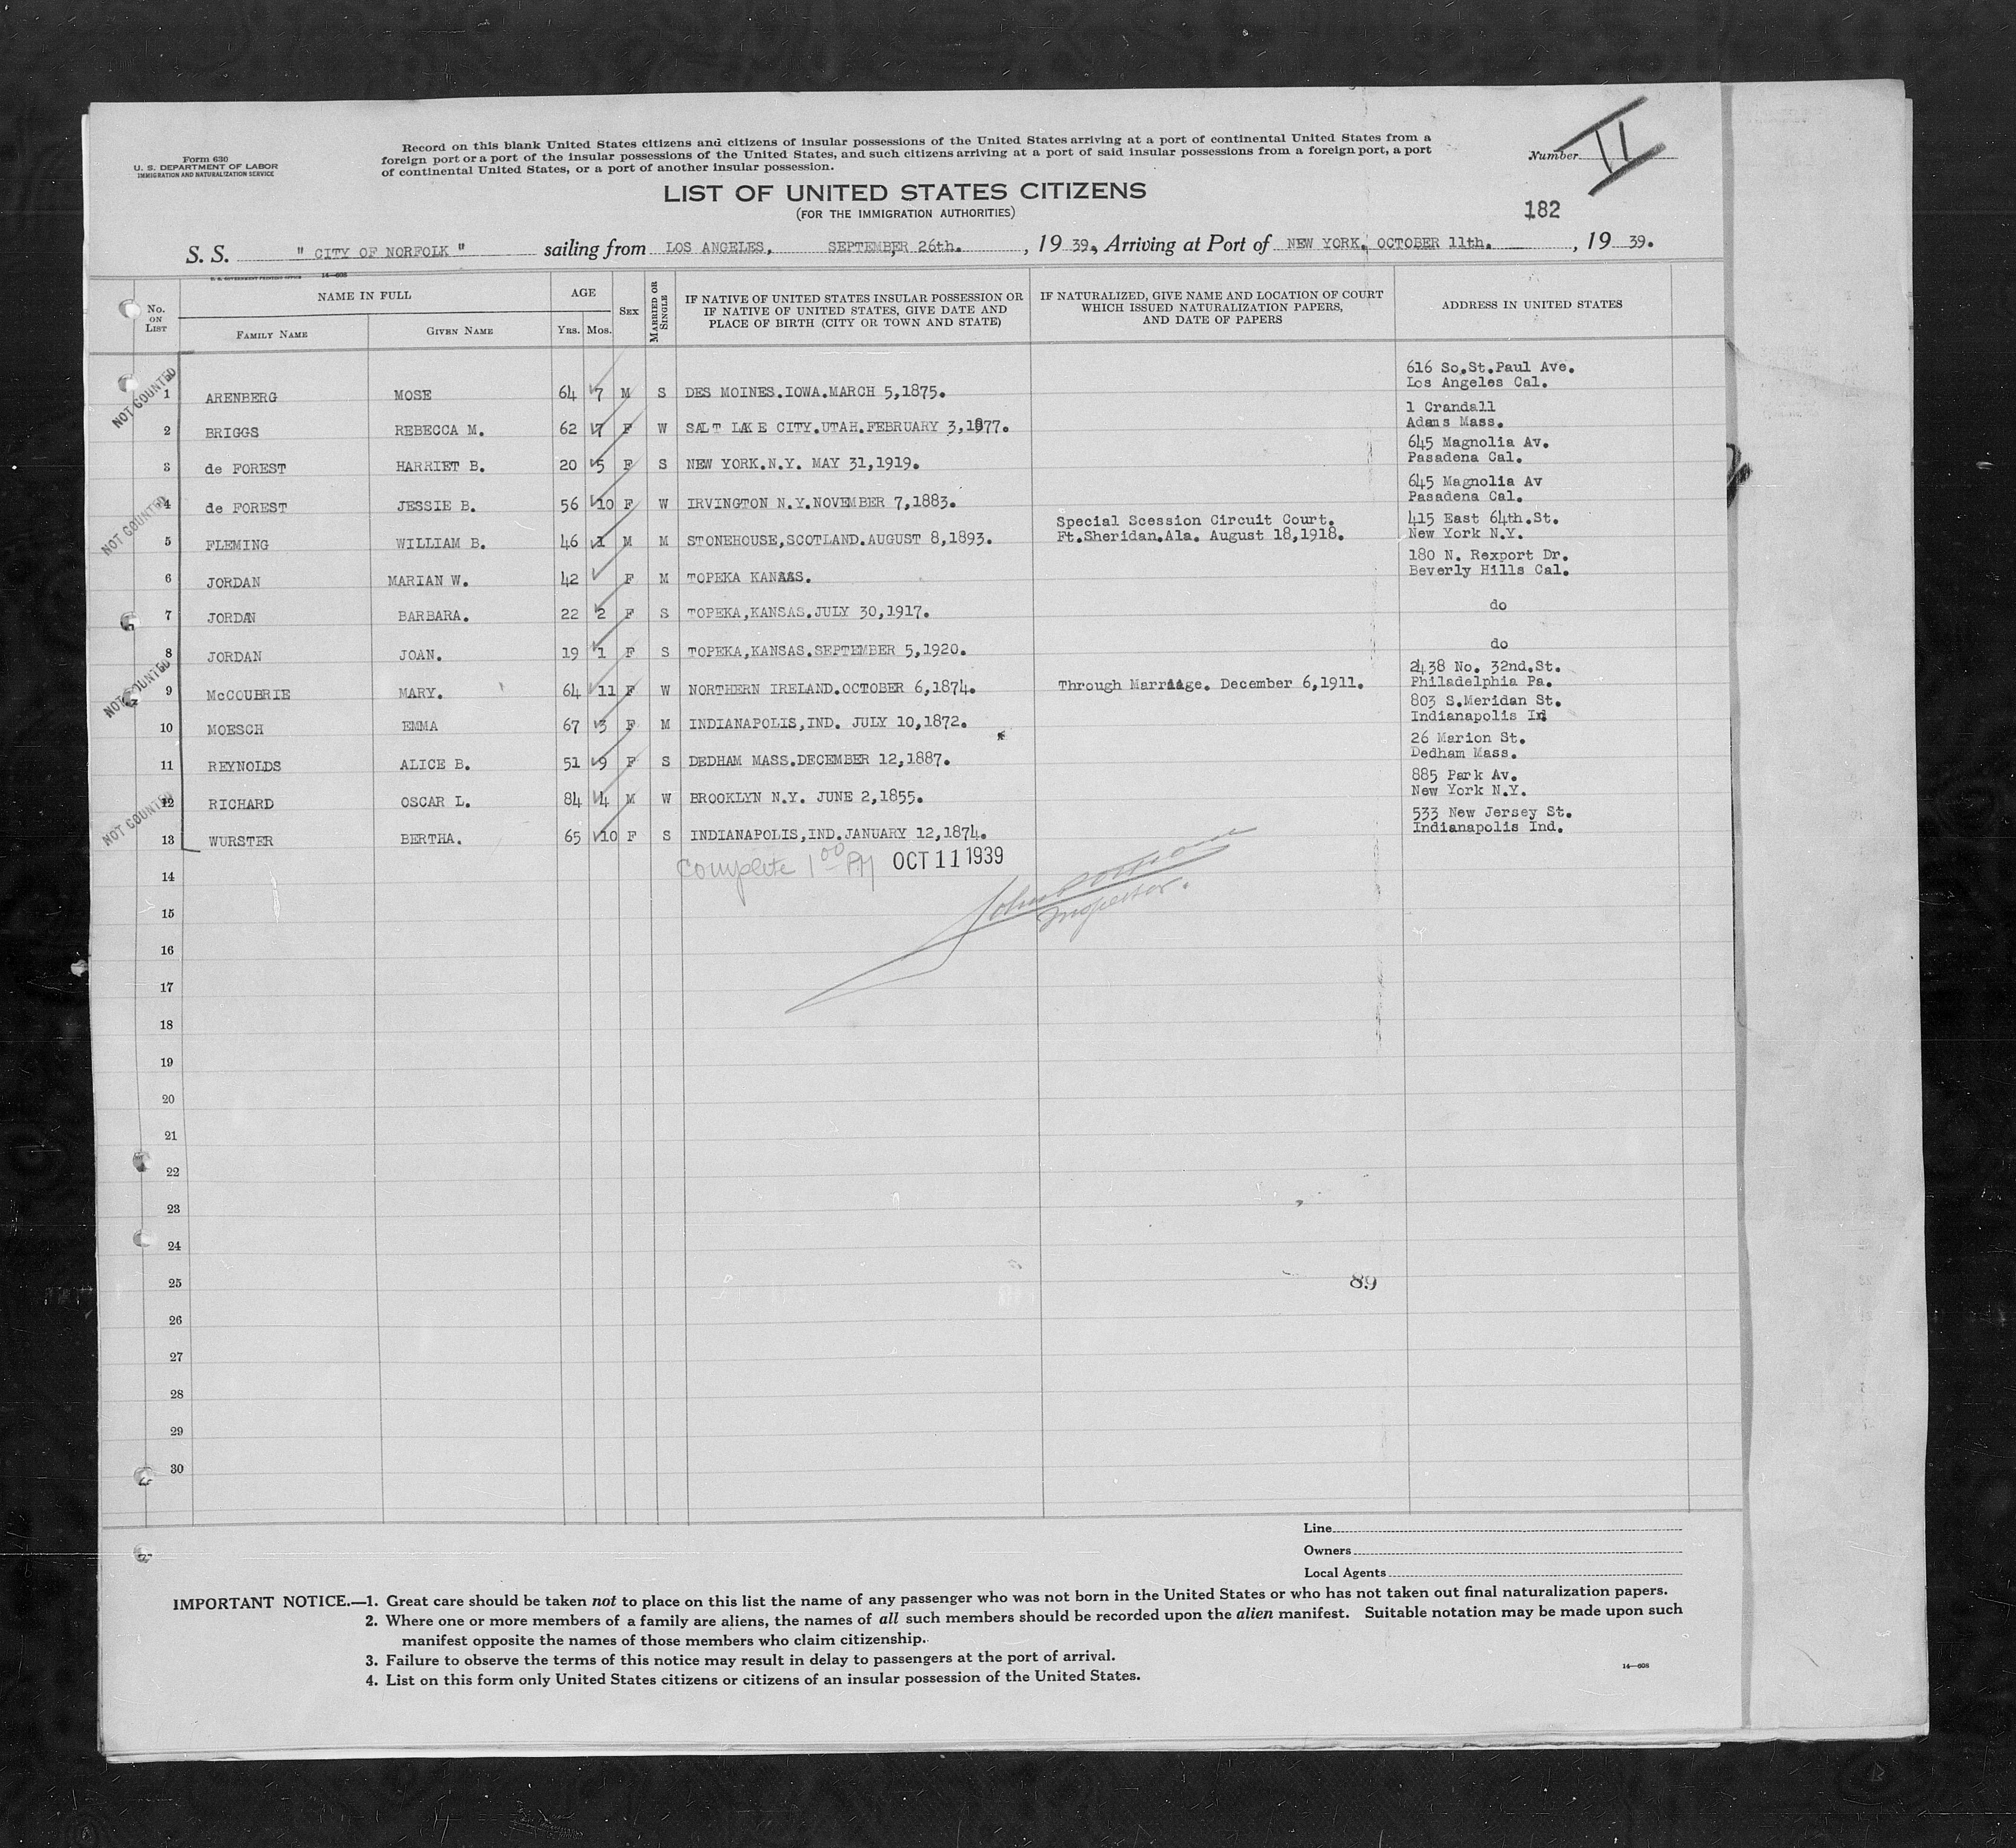 Form 630
U. S. DEPARTMENT OF LABOR
IMMIGRATION AND NATURALIZATION SERVICE
Record on this blank United States citizens and citizens of insular possessions of the United States arriving at a port of continental United States from a
foreign port or a port of the insular possessions of the United States, and such citizens arriving at a port of said insular possessions from a foreign port, a port
of continental United States, or a port of another insular possession.
Number 11
LIST OF UNITED STATES CITIZENS
(FOR THE IMMIGRATION AUTHORITIES)
182
S. S. " CITY OF NORFOLK " sailing from LOS ANGELES, SEPTEMBER 26th. , 19 39, Arriving at Port of NEW YORK, OCTOBER 11th. , 19 39.
U. S. GOVERNMENT PRINTING OFFICE 14—608
No. ON LIST
NAME IN FULL
FAMILY NAME GIVEN NAME
AGE
YRS. MOS.
SEX
MARRIED OR SINGLE
IF NATIVE OF UNITED STATES INSULAR POSSESSION OR
IF NATIVE OF UNITED STATES, GIVE DATE AND
PLACE OF BIRTH (CITY OR TOWN AND STATE)
IF NATURALIZED, GIVE NAME AND LOCATION OF COURT
WHICH ISSUED NATURALIZATION PAPERS,
AND DATE OF PAPERS
ADDRESS IN UNITED STATES
NOT COUNTED
616 So.St.Paul Ave.
1 ARENBERG MOSE 64 7 M S DES MOINES.IOWA.MARCH 5,1875. Los Angeles Cal.
1 Crandall
2 BRIGGS REBECCA M. 62 7 F W SALT LAKE CITY.UTAH.FEBRUARY 3,1877. Adams Mass.
645 Magnolia Av.
3 de FOREST HARRIET B. 20 5 F S NEW YORK.N.Y. MAY 31,1919. Pasadena Cal.
645 Magnolia Av
NOT COUNTED
4 de FOREST JESSIE B. 56 10 F W IRVINGTON N.Y.NOVEMBER 7,1883. Pasadena Cal.
Special Scession Circuit Court. 415 East 64th.St.
5 FLEMING WILLIAM B. 46 1 M M STONEHOUSE,SCOTLAND.AUGUST 8,1893. Ft.Sheridan.Ala. August 18,1918. New York N.Y.
180 N. Rexport Dr.
6 JORDAN MARIAN W. 42 F M TOPEKA KANSAS. Beverly Hills Cal.
7 JORDAN BARBARA. 22 2 F S TOPEKA,KANSAS.JULY 30,1917. do
8 JORDAN JOAN. 19 1 F S TOPEKA,KANSAS.SEPTEMBER 5,1920. do
NOT COUNTED
2438 No. 32nd.St.
9 McCOUBRIE MARY. 64 11 F W NORTHERN IRELAND.OCTOBER 6,1874. Through Marriage. December 6,1911. Philadelphia Pa.
803 S.Meridan St.
10 MOESCH EMMA 67 3 F M INDIANAPOLIS,IND. JULY 10,1872. Indianapolis Ind
26 Marion St.
11 REYNOLDS ALICE B. 51 9 F S DEDHAM MASS.DECEMBER 12,1887. Dedham Mass.
885 Park Av.
NOT COUNTED
12 RICHARD OSCAR L. 84 4 M W BROOKLYN N.Y. JUNE 2,1855. New York N.Y.
533 New Jersey St.
13 WURSTER BERTHA. 65 10 F S INDIANAPOLIS,IND.JANUARY 12,1874. Indianapolis Ind.
Complete 1 00 PM OCT 11 1939
14
Inspector.
15
16
17
18
19
20
21
22
23
24
25 89
26
27
28
29
30
Line
Owners
Local Agents
IMPORTANT NOTICE.—1. Great care should be taken not to place on this list the name of any passenger who was not born in the United States or who has not taken out final naturalization papers.
2. Where one or more members of a family are aliens, the names of all such members should be recorded upon the alien manifest. Suitable notation may be made upon such
manifest opposite the names of those members who claim citizenship.
3. Failure to observe the terms of this notice may result in delay to passengers at the port of arrival.
4. List on this form only United States citizens or citizens of an insular possession of the United States.
14—608